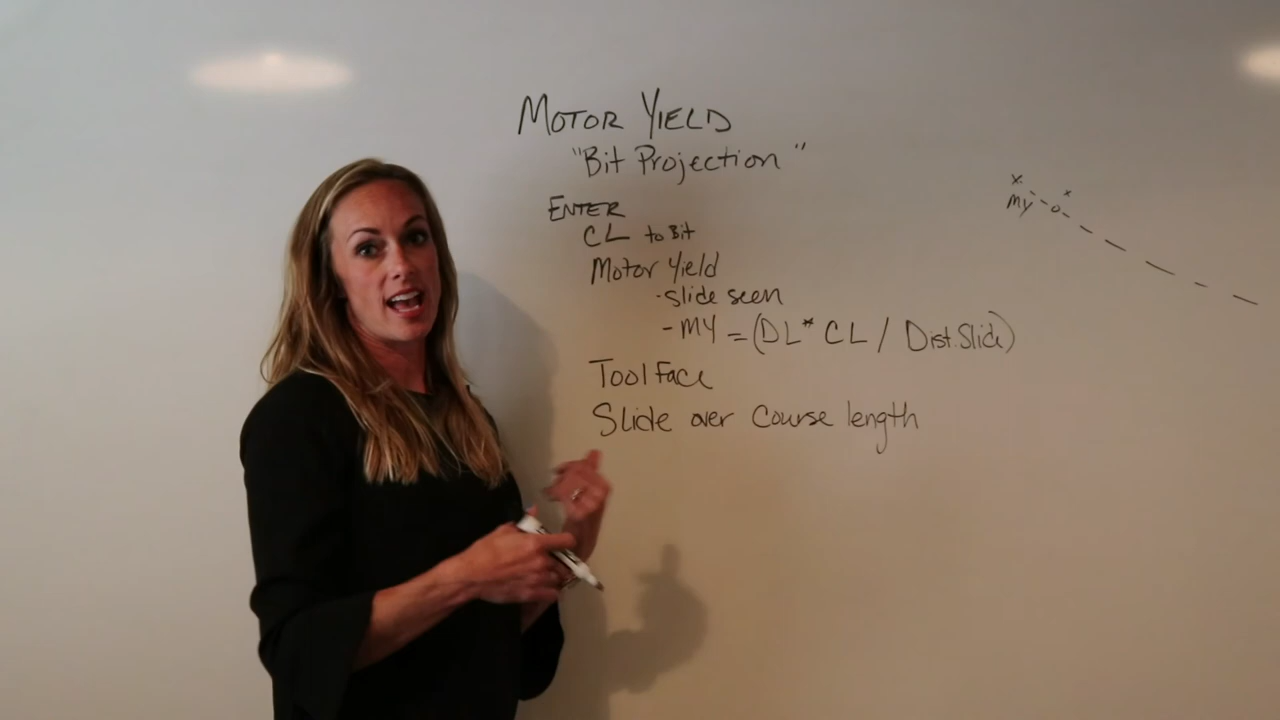 MOTOR YIELD
"Bit Projection"
ENTER
CL to Bit
Motor Yield
·slide seen
- MY = (DL* CL / Dist.Slide)
Tool Face
Slide over Course length
x
x
MY